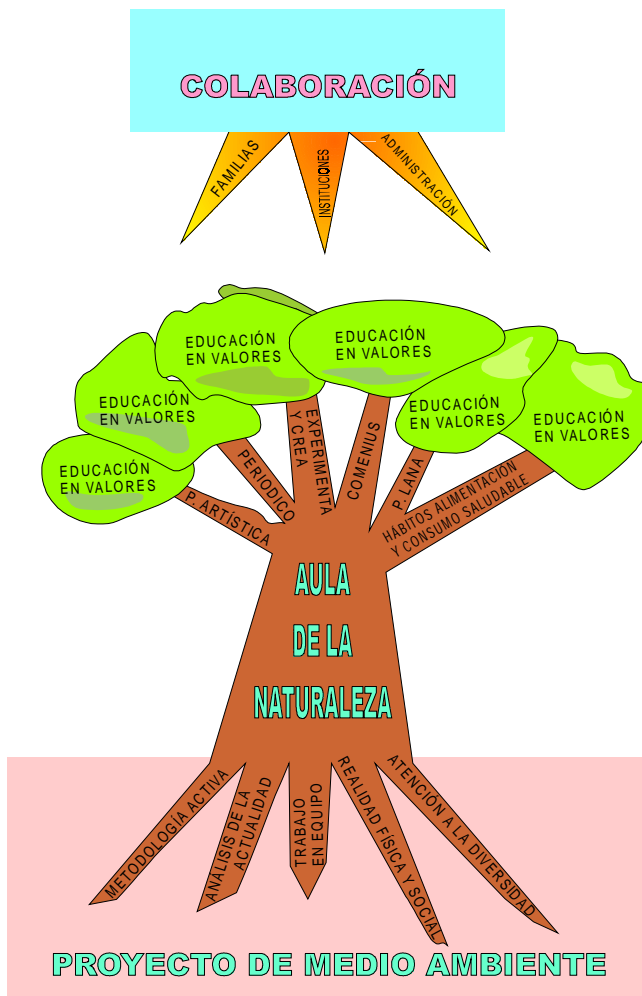 COLABORACIÓN
FAMILIAS
INSTITUCIONES
ADMINISTRACIÓN
EDUCACIÓN
EN VALORES
EDUCACIÓN
EN VALORES
EDUCACIÓN
EN VALORES
EDUCACIÓN
EN VALORES
EDUCACIÓN
EN VALORES
EDUCACIÓN
EN VALORES
P. ARTÍSTICA
PERIODICO
EXPERIMENTA
Y CREA
COMENIUS
P. LANA
HÁBITOS ALIMENTACIÓN
Y CONSUMO SALUDABLE
AULA
DE LA
NATURALEZA
METODOLOGÍA ACTIVA
ANÁLISIS DE LA
ACTUALIDAD
TRABAJO
EN EQUIPO
REALIDAD FÍSICA Y SOCIAL
ATENCIÓN A LA DIVERSIDAD
PROYECTO DE MEDIO AMBIENTE